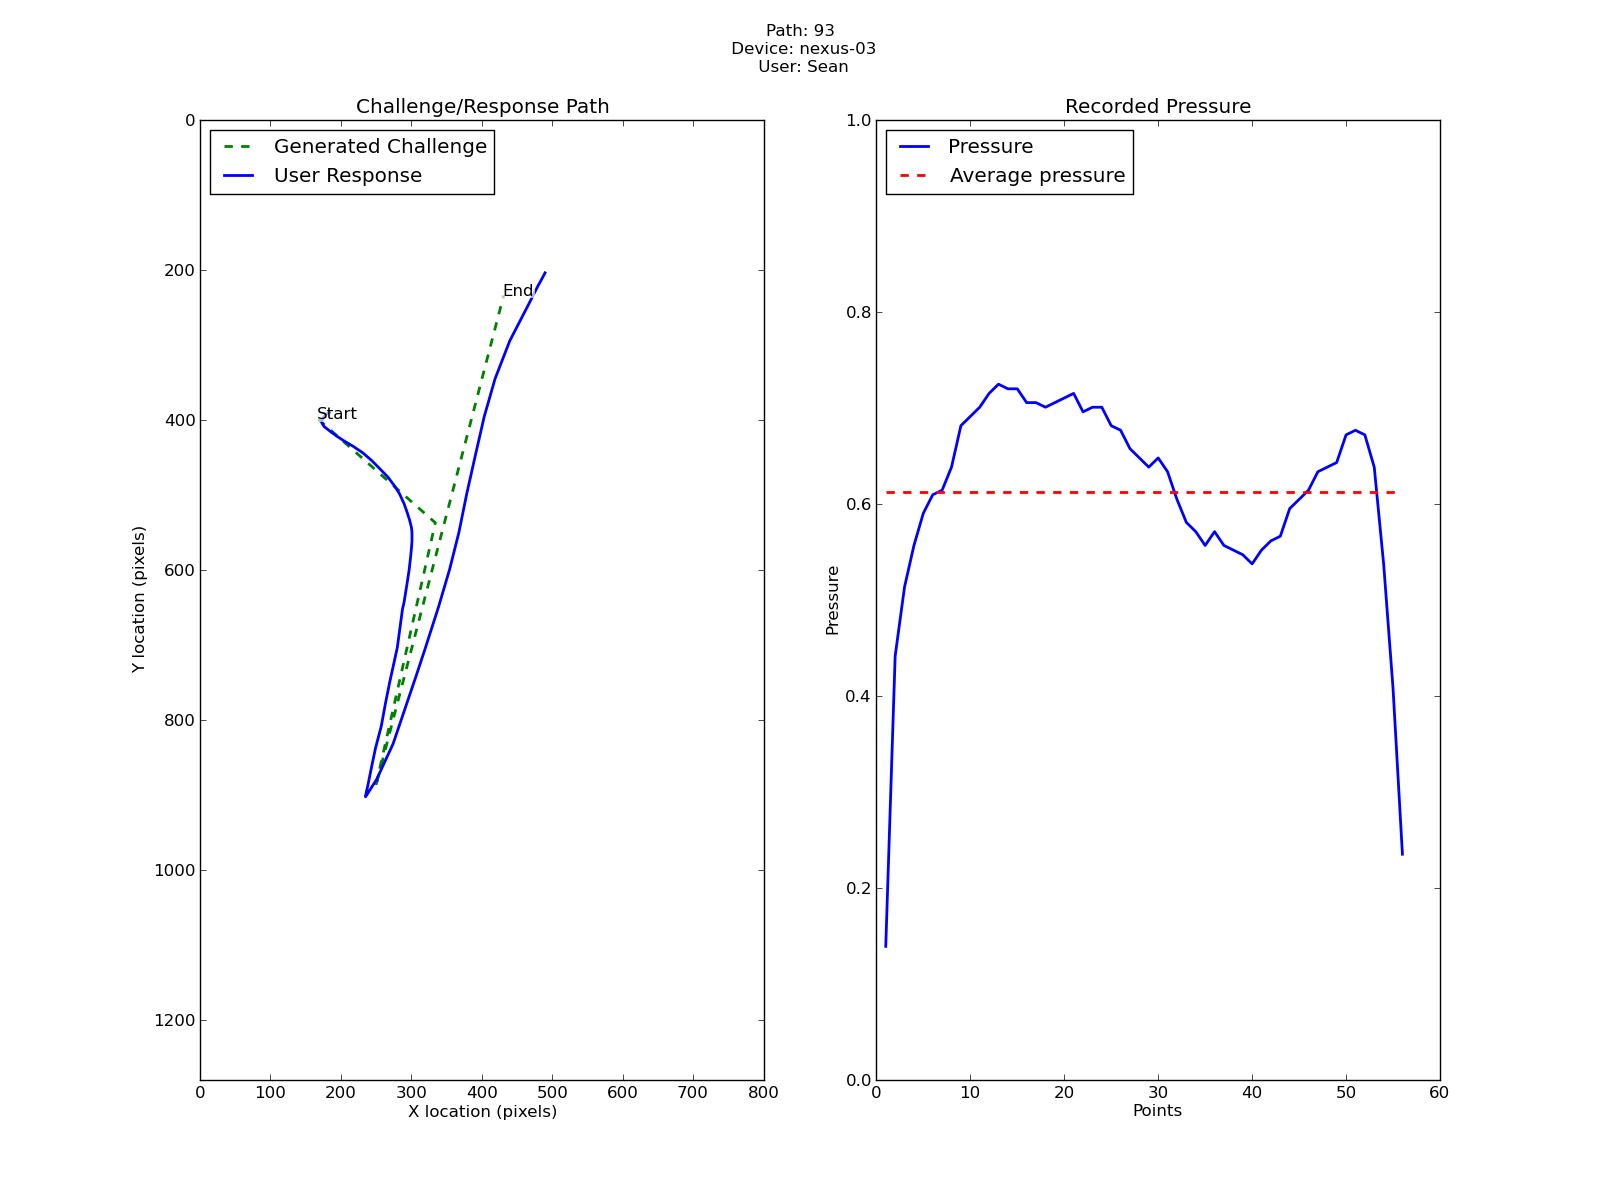 Path: 93
Device: nexus-03
User: Sean
Challenge/Response Path
Generated Challenge
User Response
Start
End
0
200
400
600
800
1000
1200
Y location (pixels)
0 100 200 300 400 500 600 700 800
X location (pixels)
Recorded Pressure
Pressure
Average pressure
1.0
0.8
0.6
0.4
0.2
0.0
Pressure
0 10 20 30 40 50 60
Points